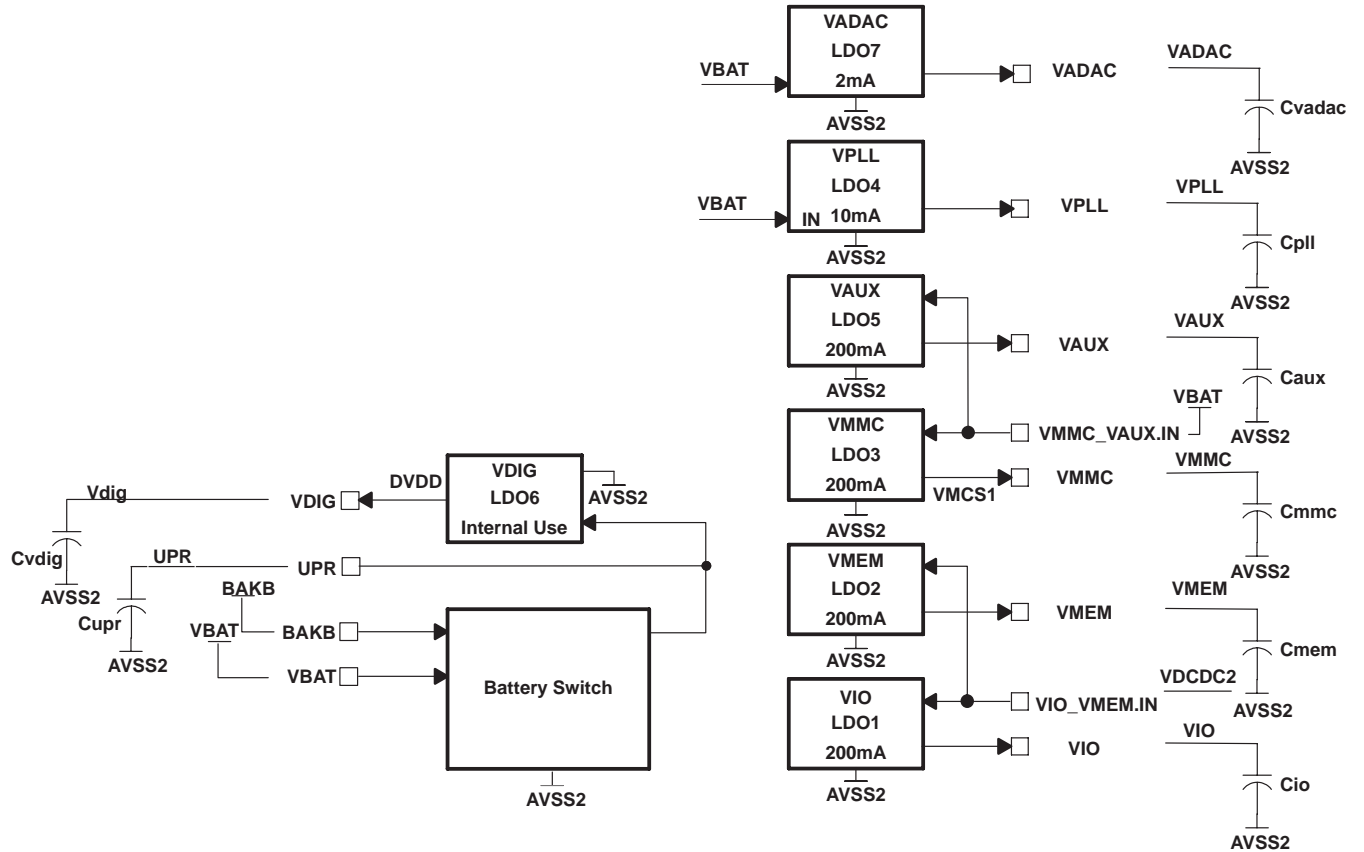 VADAC
LDO7
2mA
VBAT
AVSS2
VADAC
VADAC
Cvadac
AVSS2
VPLL
LDO4
IN 10mA
VBAT
AVSS2
VPLL
VPLL
Cpll
AVSS2
VAUX
LDO5
200mA
AVSS2
VAUX
VAUX
Caux
AVSS2
VBAT
VMMC_VAUX.IN
VMMC
LDO3
200mA
VMCS1
AVSS2
VMMC
VMMC
Cmmc
AVSS2
VMEM
LDO2
200mA
AVSS2
VMEM
VMEM
Cmem
AVSS2
VDCDC2
VIO_VMEM.IN
VIO
LDO1
200mA
AVSS2
VIO
VIO
Cio
AVSS2
Vdig
VDIG
DVDD
VDIG
LDO6
Internal Use
AVSS2
Cvdig
AVSS2
UPR
UPR
Cupr
AVSS2
BAKB
BAKB
VBAT
VBAT
Battery Switch
AVSS2